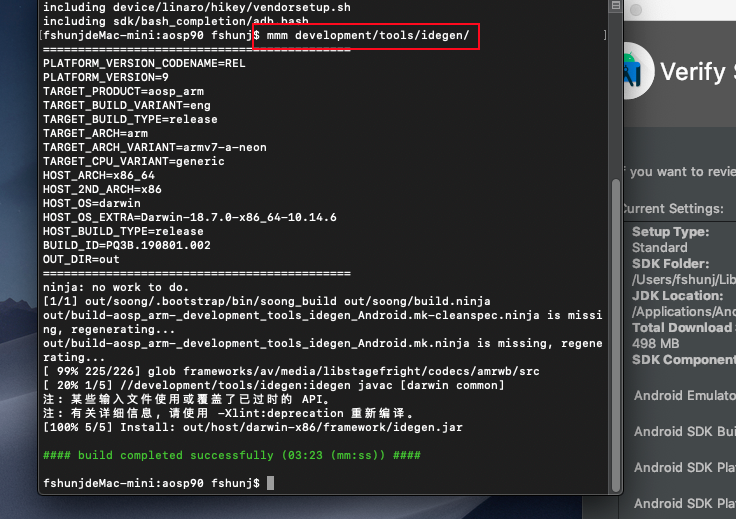 including device/linaro/hikey/vendorsetup.sh
including sdk/bash_completion/adb.bash
[fshunjdeMac-mini:aosp90 fshunj$ mmm development/tools/idegen/ ]
============================================
PLATFORM_VERSION_CODENAME=REL
PLATFORM_VERSION=9
TARGET_PRODUCT=aosp_arm
TARGET_BUILD_VARIANT=eng
TARGET_BUILD_TYPE=release
TARGET_ARCH=arm
TARGET_ARCH_VARIANT=armv7-a-neon
TARGET_CPU_VARIANT=generic
HOST_ARCH=x86_64
HOST_2ND_ARCH=x86
HOST_OS=darwin
HOST_OS_EXTRA=Darwin-18.7.0-x86_64-10.14.6
HOST_BUILD_TYPE=release
BUILD_ID=PQ3B.190801.002
OUT_DIR=out
============================================
ninja: no work to do.
[1/1] out/soong/.bootstrap/bin/soong_build out/soong/build.ninja
out/build-aosp_arm-_development_tools_idegen_Android.mk-cleanspec.ninja is missi
ng, regenerating...
out/build-aosp_arm-_development_tools_idegen_Android.mk.ninja is missing, regene
rating...
[ 99% 225/226] glob frameworks/av/media/libstagefright/codecs/amrwb/src
[ 20% 1/5] //development/tools/idegen:idegen javac [darwin common]
注: 某些输入文件使用或覆盖了已过时的 API。
注: 有关详细信息, 请使用 -Xlint:deprecation 重新编译。
[100% 5/5] Install: out/host/darwin-x86/framework/idegen.jar
#### build completed successfully (03:23 (mm:ss)) ####
fshunjdeMac-mini:aosp90 fshunj$
Verify S
f you want to revie
Current Settings:
Setup Type:
Standard
SDK Folder:
/Users/fshunj/Lib
JDK Location:
/Applications/And
Total Download S
498 MB
SDK Component
Android Emulato
Android SDK Bui
Android SDK Pla
Android SDK Pla